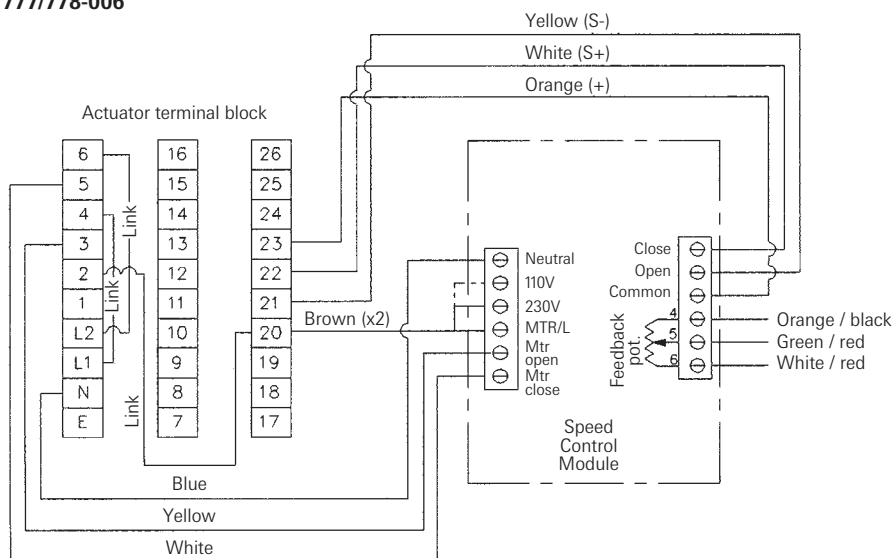 777/778-006
Yellow (S-)
White (S+)
Orange (+)
Actuator terminal block
6
5
4
3
2
1
L2
L1
N
E
Link
Link
Link
16
15
14
13
12
11
10
9
8
7
26
25
24
23
22
21
20
19
18
17
Brown (x2)
Neutral
110V
230V
MTR/L
Mtr
open
Mtr
close
Close
Open
Common
4
5
6
Feedback
pot.
Orange / black
Green / red
White / red
Speed
Control
Module
Blue
Yellow
White